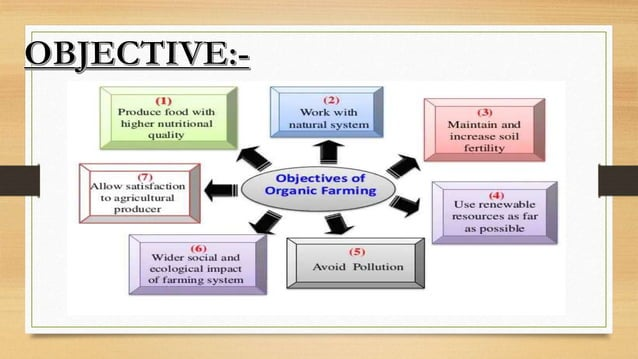 OBJECTIVE:-
(1)
Produce food with
higher nutritional
quality
(2)
Work with
natural system
(3)
Maintain and
increase soil
fertility
(7)
Allow satisfaction
to agricultural
producer
Objectives of
Organic Farming
(4)
Use renewable
resources as far
as possible
(6)
Wider social and
ecological impact
of farming system
(5)
Avoid Pollution